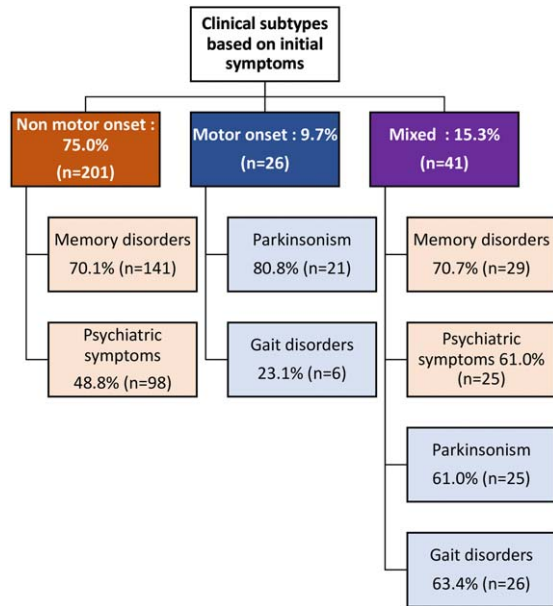 Clinical subtypes
based on initial
symptoms
Non motor onset :
75.0%
(n=201)
Motor onset : 9.7%
(n=26)
Mixed : 15.3%
(n=41)
Memory disorders
70.1% (n=141)
Psychiatric
symptoms
48.8% (n=98)
Parkinsonism
80.8% (n=21)
Gait disorders
23.1% (n=6)
Memory disorders
70.7% (n=29)
Psychiatric
symptoms 61.0%
(n=25)
Parkinsonism
61.0% (n=25)
Gait disorders
63.4% (n=26)